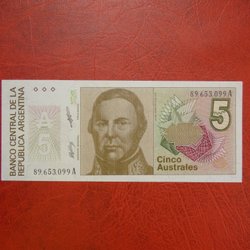 BANCO CENTRAL DE LA
REPUBLICA ARGENTINA
A
5
89.653.099 A
5
Cinco
Australes
89.653.099 A